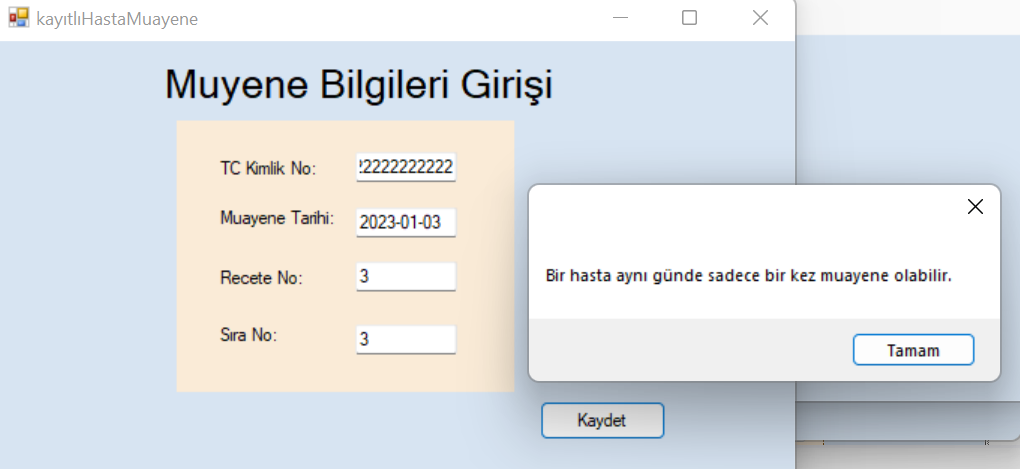 kayıtlıHastaMuayene
Muyene Bilgileri Girişi
TC Kimlik No: 22222222222
Muayene Tarihi: 2023-01-03
Recete No: 3
Sıra No: 3
Bir hasta aynı günde sadece bir kez muayene olabilir.
Tamam
Kaydet